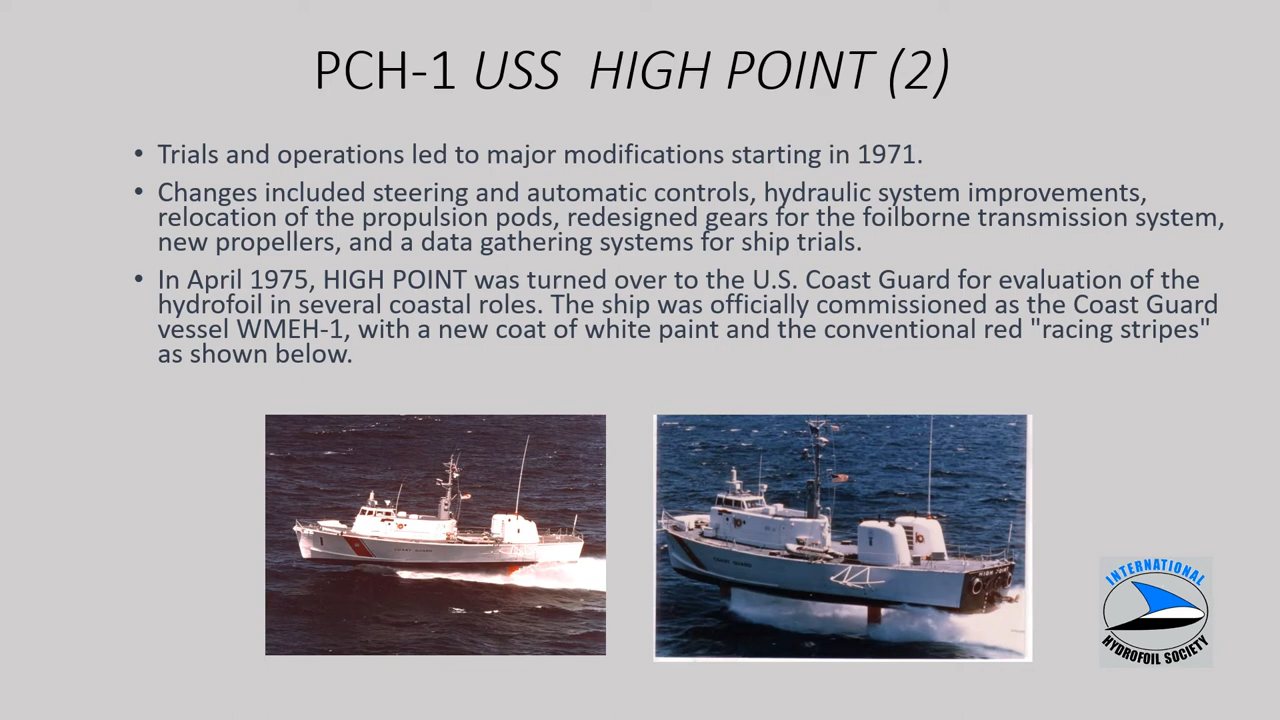 PCH-1 USS HIGH POINT (2)
• Trials and operations led to major modifications starting in 1971.
• Changes included steering and automatic controls, hydraulic system improvements,
relocation of the propulsion pods, redesigned gears for the foilborne transmission system,
new propellers, and a data gathering systems for ship trials.
• In April 1975, HIGH POINT was turned over to the U.S. Coast Guard for evaluation of the
hydrofoil in several coastal roles. The ship was officially commissioned as the Coast Guard
vessel WMEH-1, with a new coat of white paint and the conventional red "racing stripes"
as shown below.
COAST GUARD
COAST GUARD
HIGH POINT
INTERNATIONAL
HYDROFOIL SOCIETY